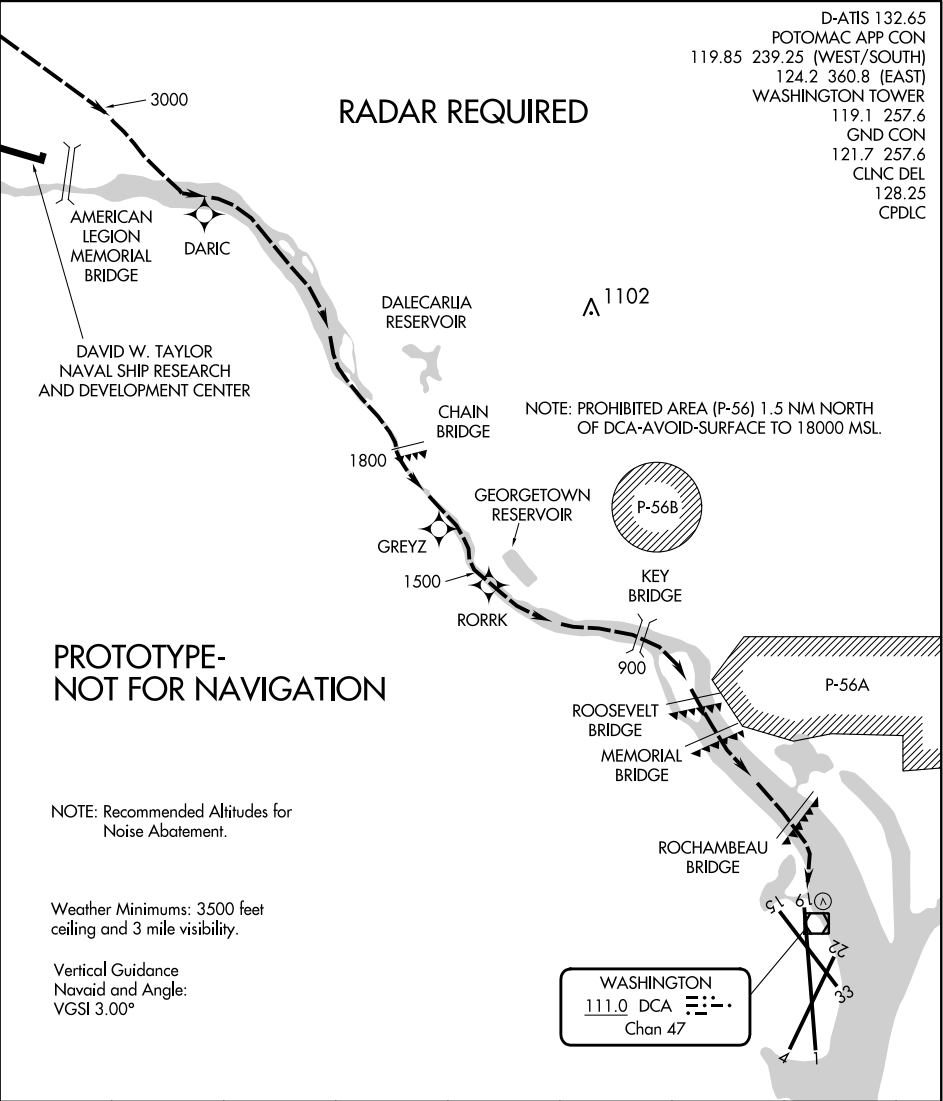 D-ATIS 132.65
POTOMAC APP CON
119.85 239.25 (WEST/SOUTH)
124.2 360.8 (EAST)
WASHINGTON TOWER
119.1 257.6
GND CON
121.7 257.6
CLNC DEL
128.25
CPDLC
3000
RADAR REQUIRED
AMERICAN
LEGION
MEMORIAL
BRIDGE
DARIC
DALECARLIA
RESERVOIR
1102
DAVID W. TAYLOR
NAVAL SHIP RESEARCH
AND DEVELOPMENT CENTER
CHAIN
BRIDGE
NOTE: PROHIBITED AREA (P-56) 1.5 NM NORTH
OF DCA-AVOID-SURFACE TO 18000 MSL.
1800
GEORGETOWN
RESERVOIR
P-56B
GREYZ
1500
KEY
BRIDGE
RORRK
900
PROTOTYPE-
NOT FOR NAVIGATION
P-56A
ROOSEVELT
BRIDGE
MEMORIAL
BRIDGE
NOTE: Recommended Altitudes for
Noise Abatement.
ROCHAMBEAU
BRIDGE
Weather Minimums: 3500 feet
ceiling and 3 mile visibility.
15
19
V
22
33
Vertical Guidance
Navaid and Angle:
VGSI 3.00°
WASHINGTON
111.0 DCA
Chan 47
4
1